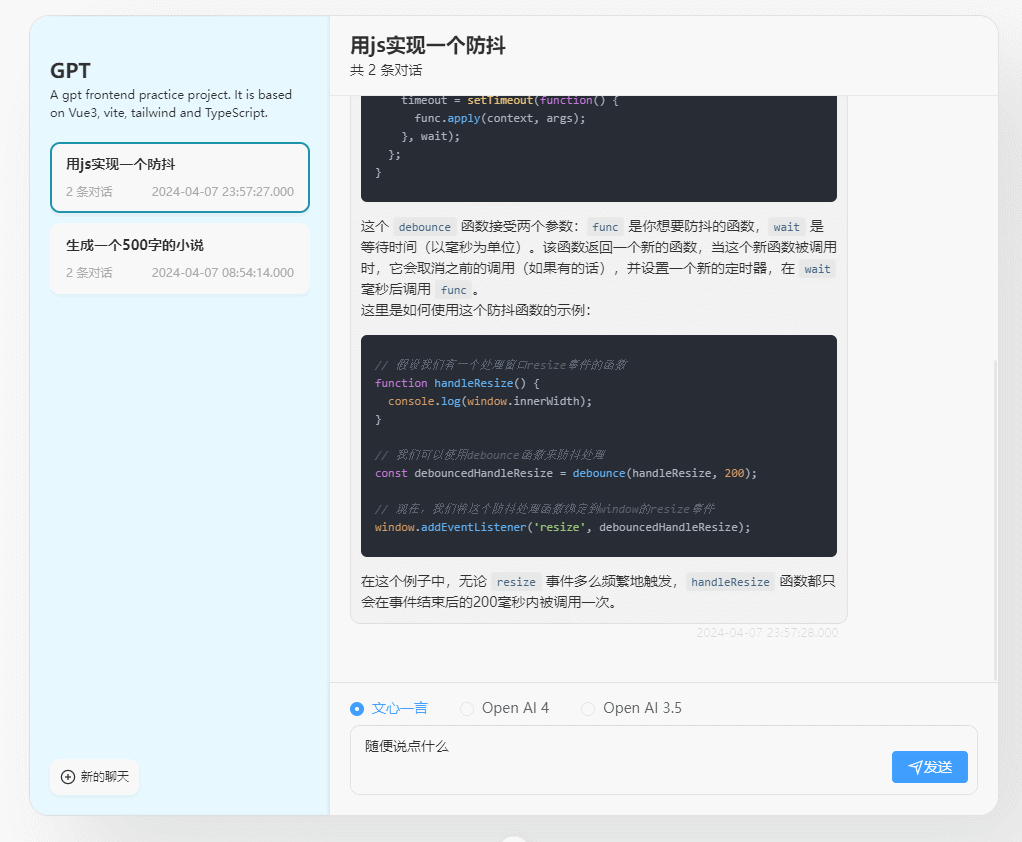 GPT
A gpt frontend practice project. It is based
on Vue3, vite, tailwind and TypeScript.
用js实现一个防抖
2 条对话 2024-04-07 23:57:27.000
生成一个500字的小说
2 条对话 2024-04-07 08:54:14.000
新的聊天
用js实现一个防抖
共 2 条对话
timeout = setTimeout(function() {
func.apply(context, args);
}, wait);
};
}
这个 debounce 函数接受两个参数：func 是你想要防抖的函数，wait 是
等待时间（以毫秒为单位）。该函数返回一个新的函数，当这个新函数被调用
时，它会取消之前的调用（如果有的话），并设置一个新的定时器，在 wait
毫秒后调用 func 。
这里是如何使用这个防抖函数的示例：
// 假设我们有一个处理窗口resize事件的函数
function handleResize() {
console.log(window.innerWidth);
}
// 我们可以使用debounce函数来防抖处理
const debouncedHandleResize = debounce(handleResize, 200);
// 现在，我们将这个防抖处理函数绑定到window的resize事件
window.addEventListener('resize', debouncedHandleResize);
在这个例子中，无论 resize 事件多么频繁地触发，handleResize 函数都只
会在事件结束后的200毫秒内被调用一次。
2024-04-07 23:57:28.000
文心一言 Open AI 4 Open AI 3.5
随便说点什么
发送